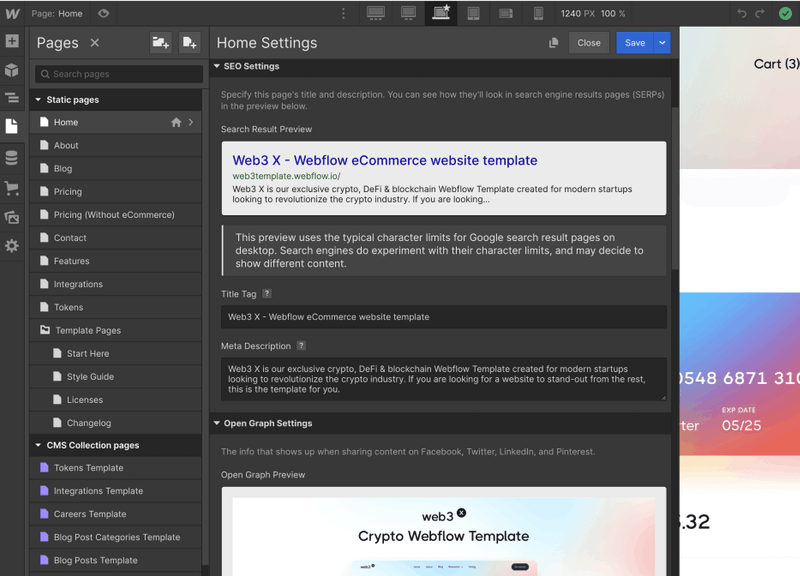 Page: Home
1240 PX 100 %
Pages
Search pages
Static pages
Home
About
Blog
Pricing
Pricing (Without eCommerce)
Contact
Features
Integrations
Tokens
Template Pages
Start Here
Style Guide
Licenses
Changelog
CMS Collection pages
Tokens Template
Integrations Template
Careers Template
Blog Post Categories Template
Blog Posts Template
Home Settings
Close
Save
SEO Settings
Specify this page's title and description. You can see how they'll look in search engine results pages (SERPs)
in the preview below.
Search Result Preview
Web3 X - Webflow eCommerce website template
web3template.webflow.io/
Web3 X is our exclusive crypto, DeFi & blockchain Webflow Template created for modern startups
looking to revolutionize the crypto industry. If you are looking...
This preview uses the typical character limits for Google search result pages on
desktop. Search engines do experiment with their character limits, and may decide to
show different content.
Title Tag ?
Web3 X - Webflow eCommerce website template
Meta Description ?
Web3 X is our exclusive crypto, DeFi & blockchain Webflow Template created for modern startups
looking to revolutionize the crypto industry. If you are looking for a website to stand-out from the rest,
this is the template for you.
Open Graph Settings
The info that shows up when sharing content on Facebook, Twitter, LinkedIn, and Pinterest.
Open Graph Preview
web3 X
Crypto Webflow Template
Cart (3)
0548 6871 310
EXP DATE
ter 05/25
5.32